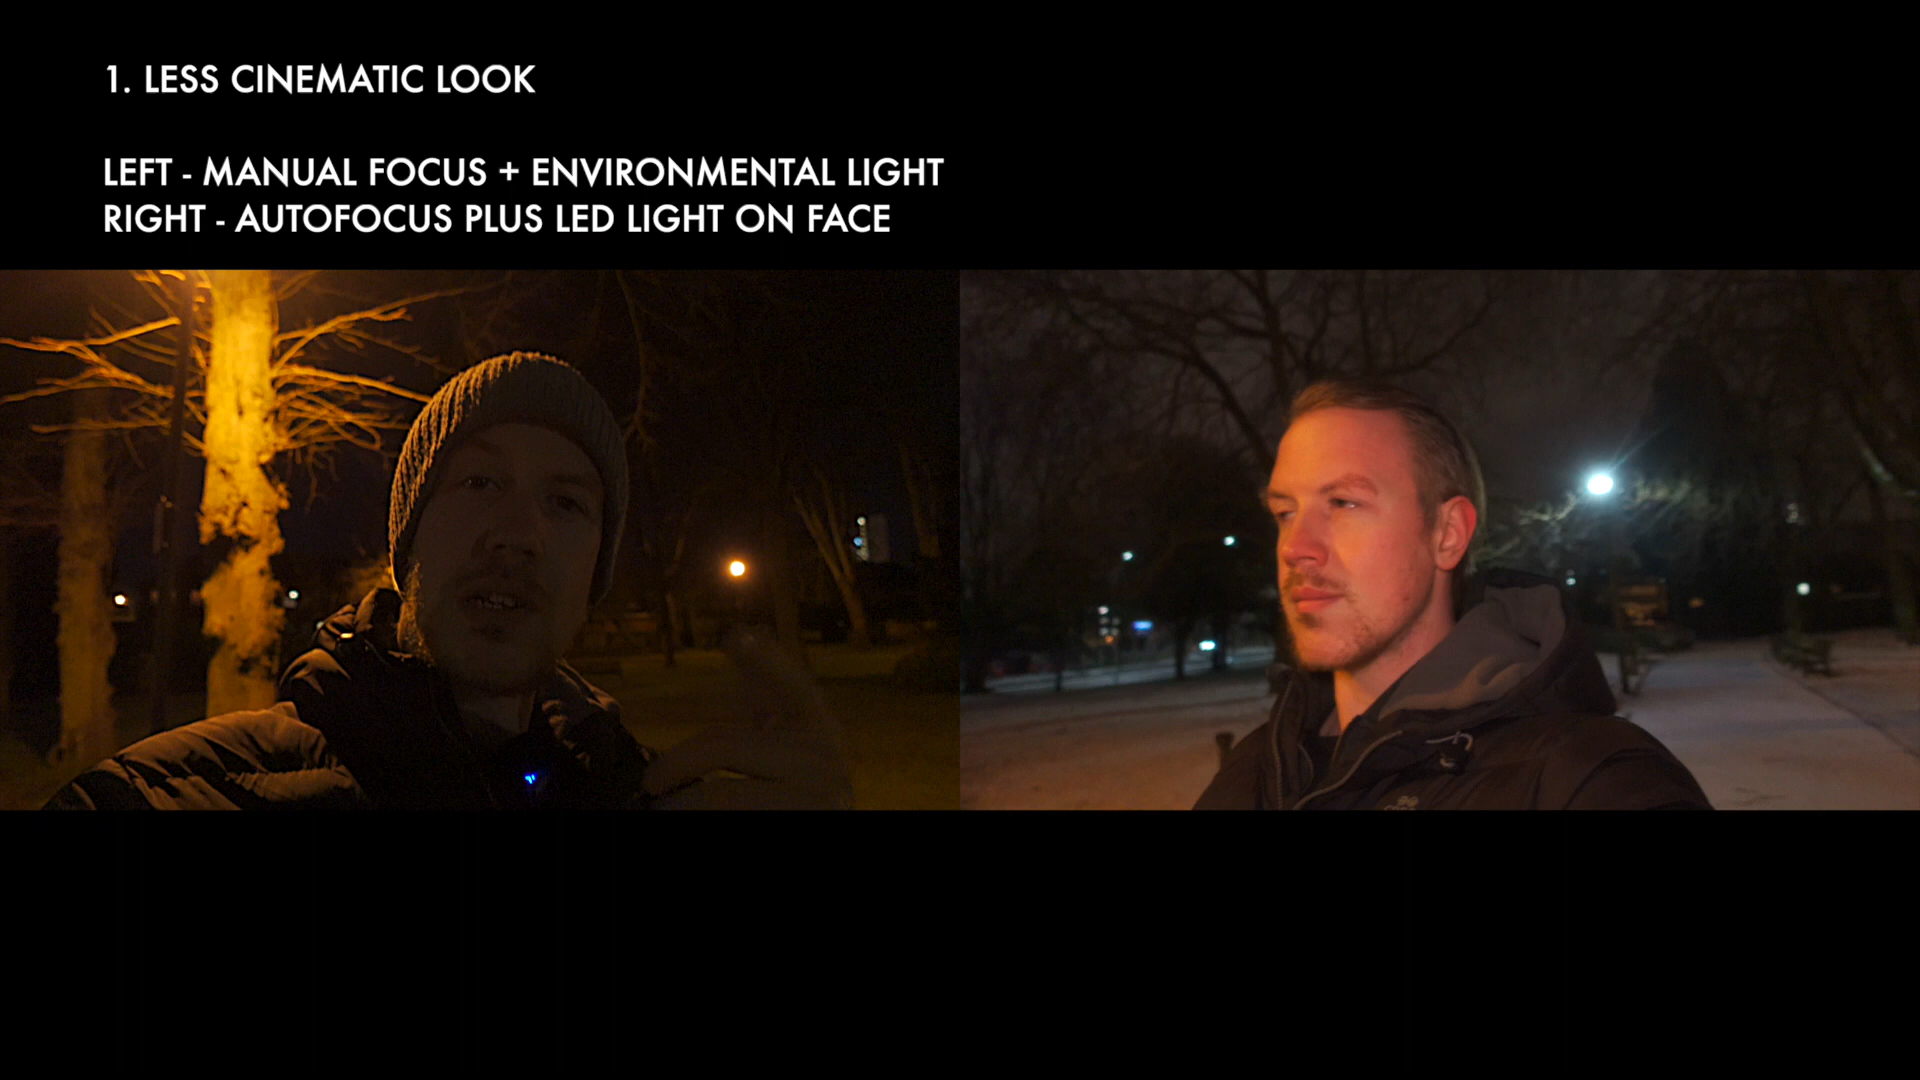 1. LESS CINEMATIC LOOK
LEFT - MANUAL FOCUS + ENVIRONMENTAL LIGHT
RIGHT - AUTOFOCUS PLUS LED LIGHT ON FACE